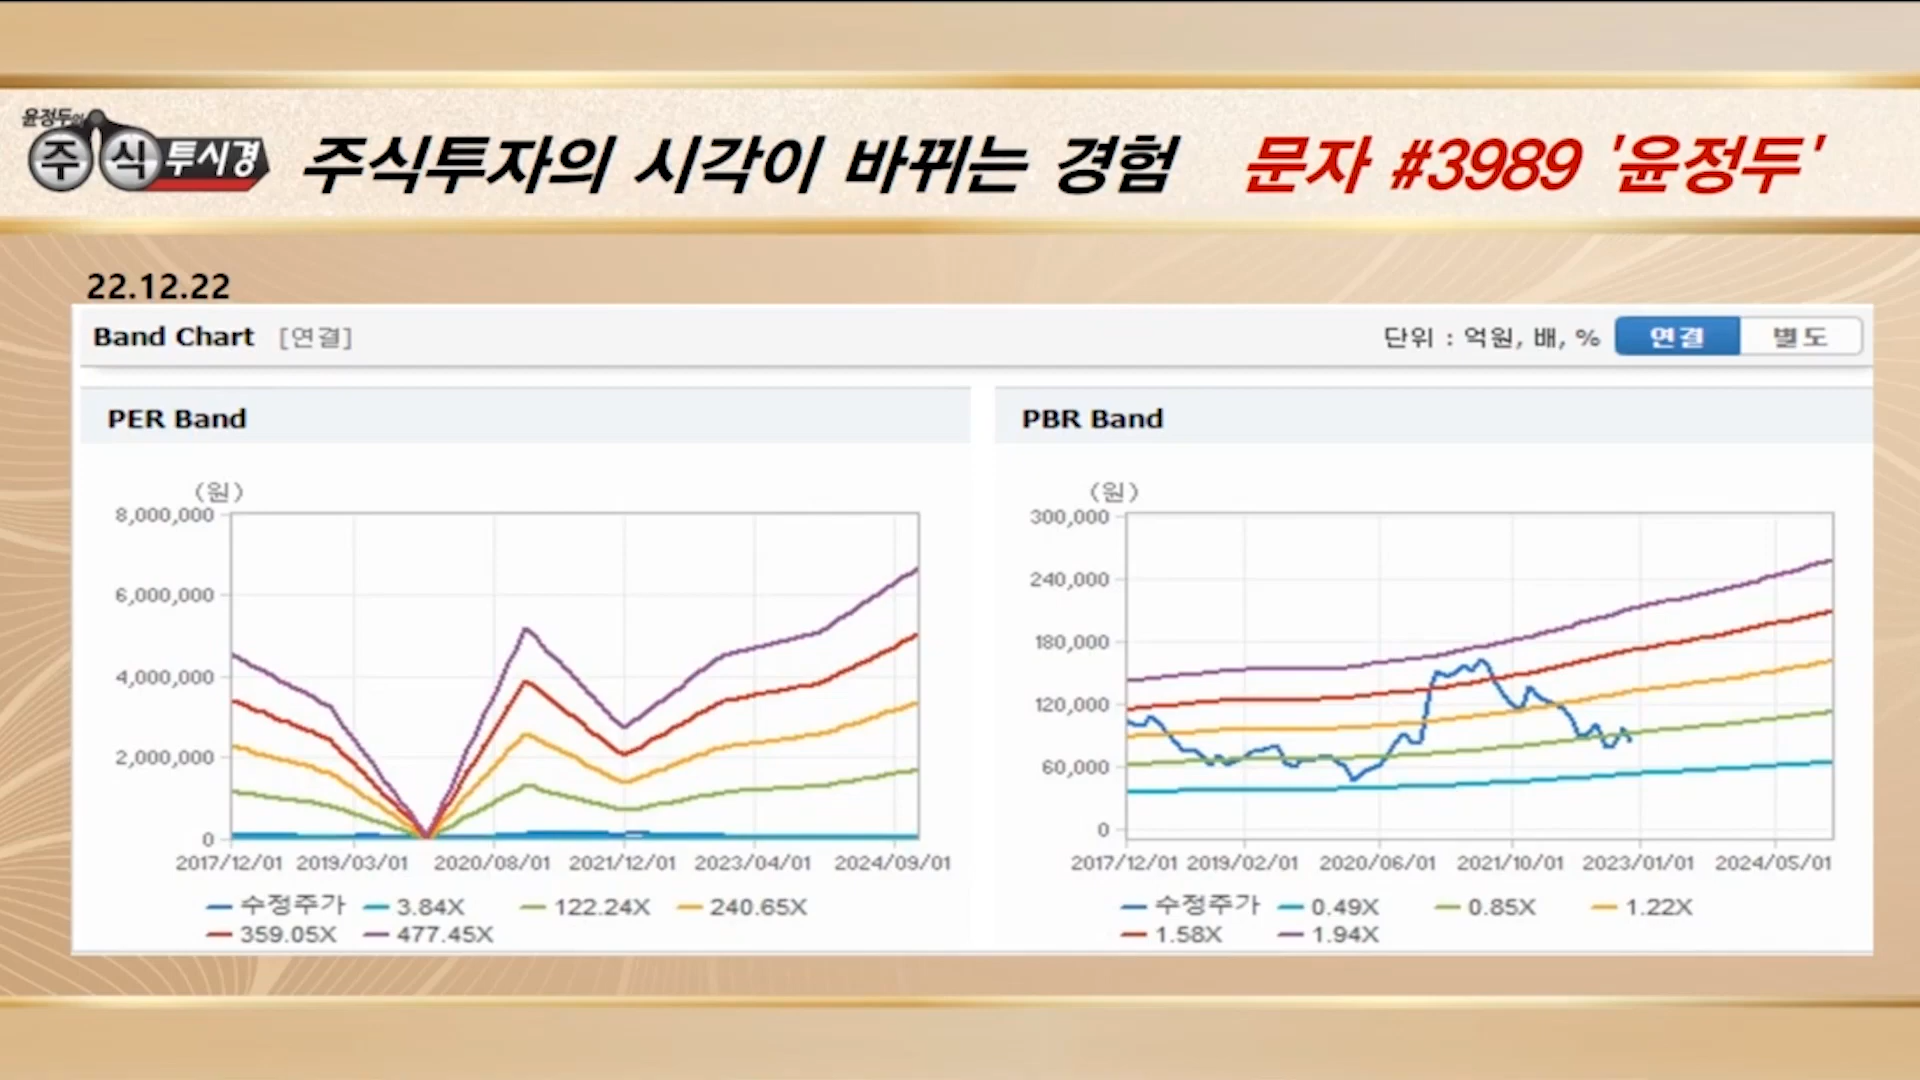 윤정두의
주식투시경
주식투자의 시각이 바뀌는 경험 문자 #3989 '윤정두'
22.12.22
Band Chart [연결]
단위 : 억원, 배, % 연결 별도
PER Band
(원)
8,000,000
6,000,000
4,000,000
2,000,000
0
2017/12/01 2019/03/01 2020/08/01 2021/12/01 2023/04/01 2024/09/01
수정주가 3.84X 122.24X 240.65X
359.05X 477.45X
PBR Band
(원)
300,000
240,000
180,000
120,000
60,000
0
2017/12/01 2019/02/01 2020/06/01 2021/10/01 2023/01/01 2024/05/01
수정주가 0.49X 0.85X 1.22X
1.58X 1.94X